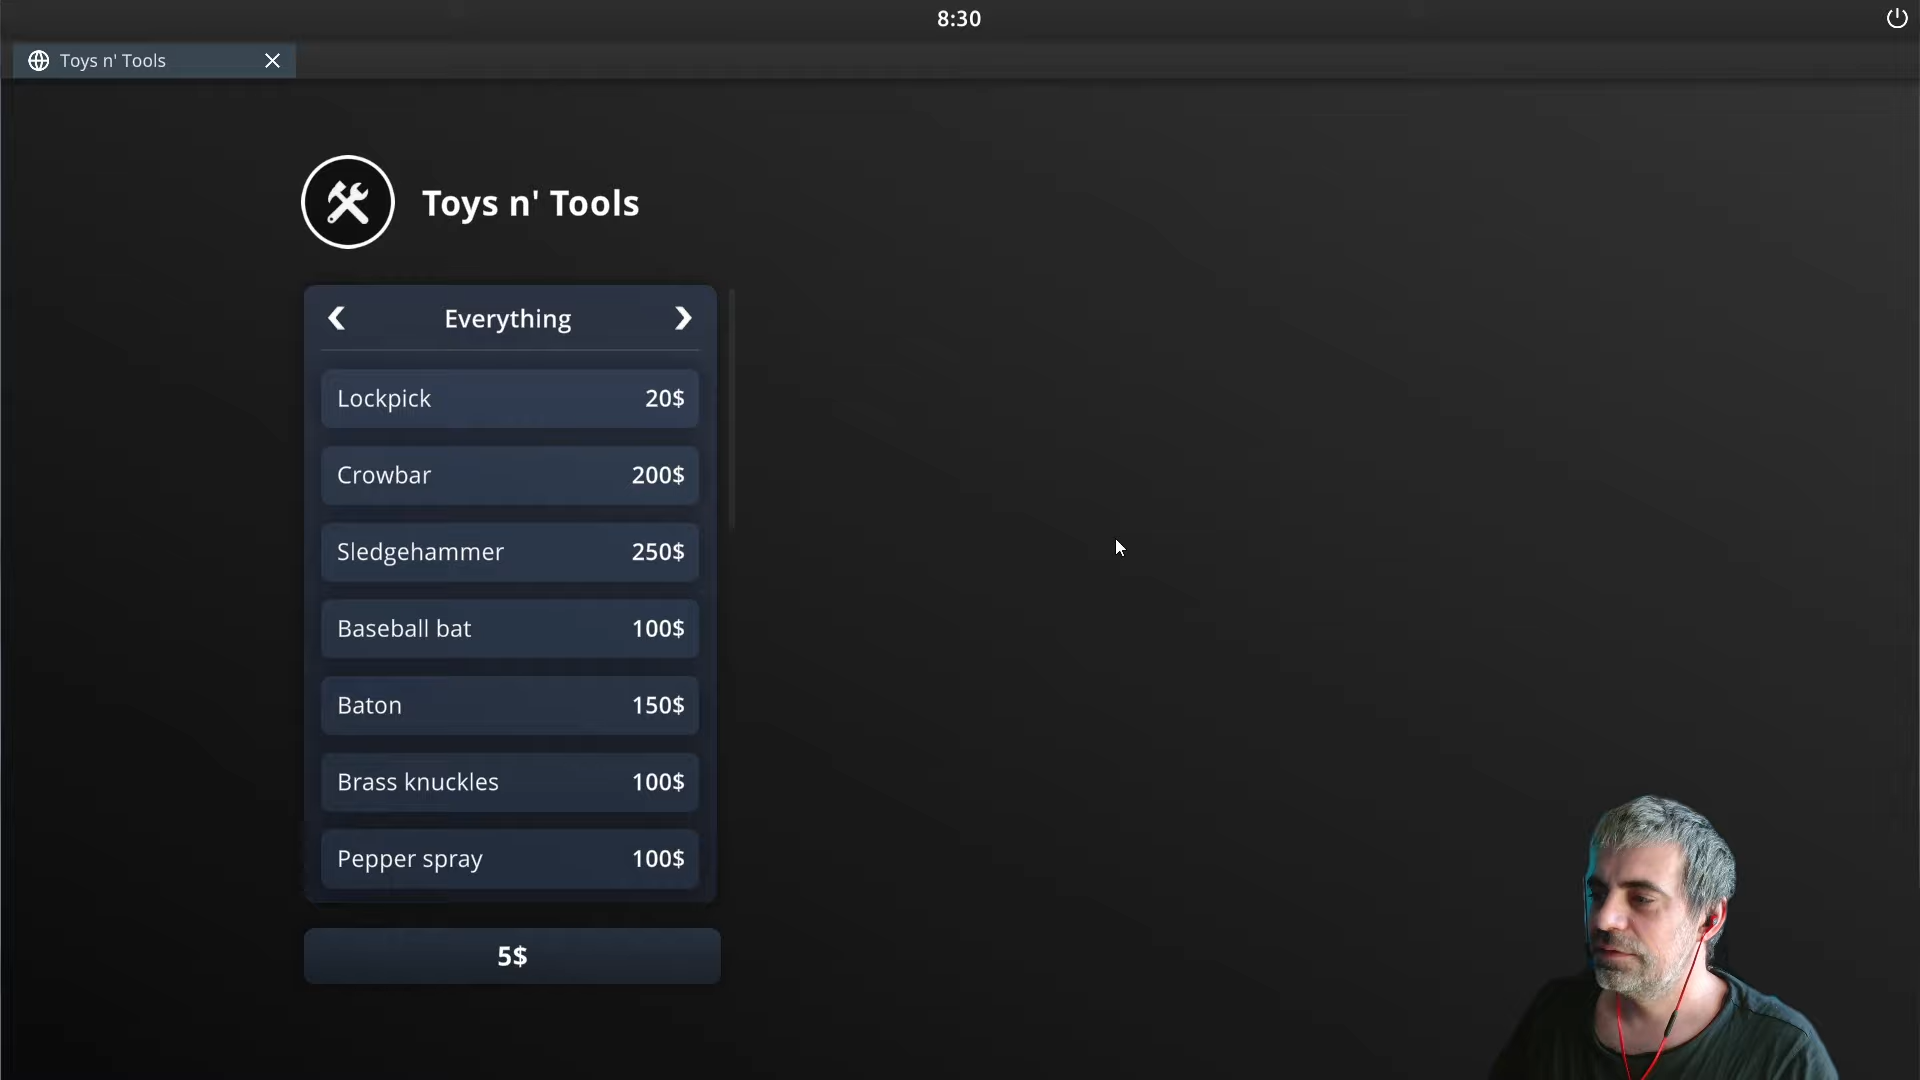 8:30
Toys n' Tools
Toys n' Tools
Everything
Lockpick 20$
Crowbar 200$
Sledgehammer 250$
Baseball bat 100$
Baton 150$
Brass knuckles 100$
Pepper spray 100$
5$